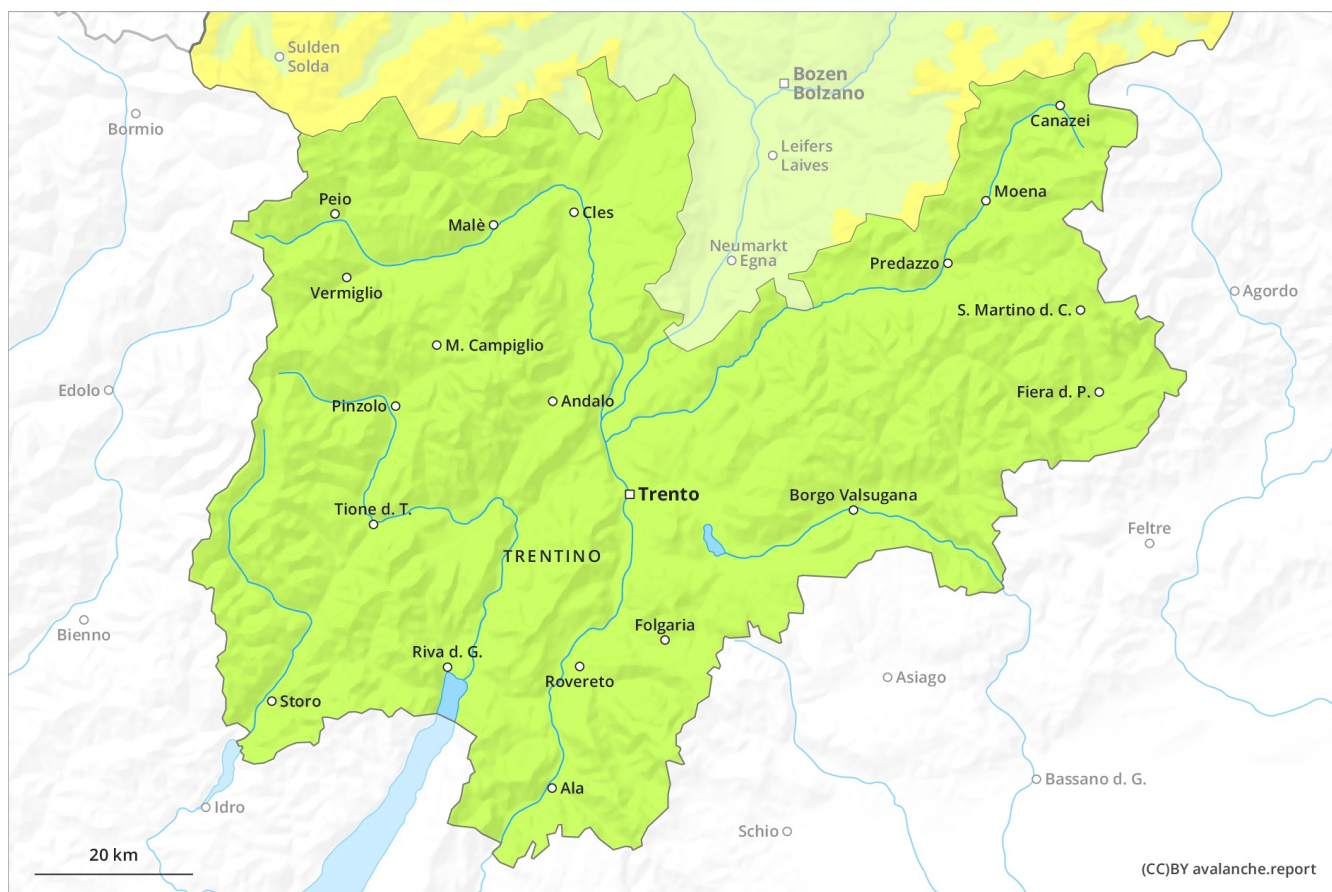 Sulden
Solda
Bozen
Bolzano
Bormio
Canazei
Leifers
Laives
Peio
Moena
Malè
Cles
Neumarkt
Egna
Predazzo
Vermiglio
Agordo
S. Martino d. C.
M. Campiglio
Edolo
Fiera d. P.
Pinzolo
Andalo
Trento
Borgo Valsugana
Tione d. T.
Feltre
TRENTINO
Bienno
Folgaria
Riva d. G.
Asiago
Rovereto
Storo
Bassano d. G.
Ala
Idro
Schio
20 km
(CC)BY avalanche.report